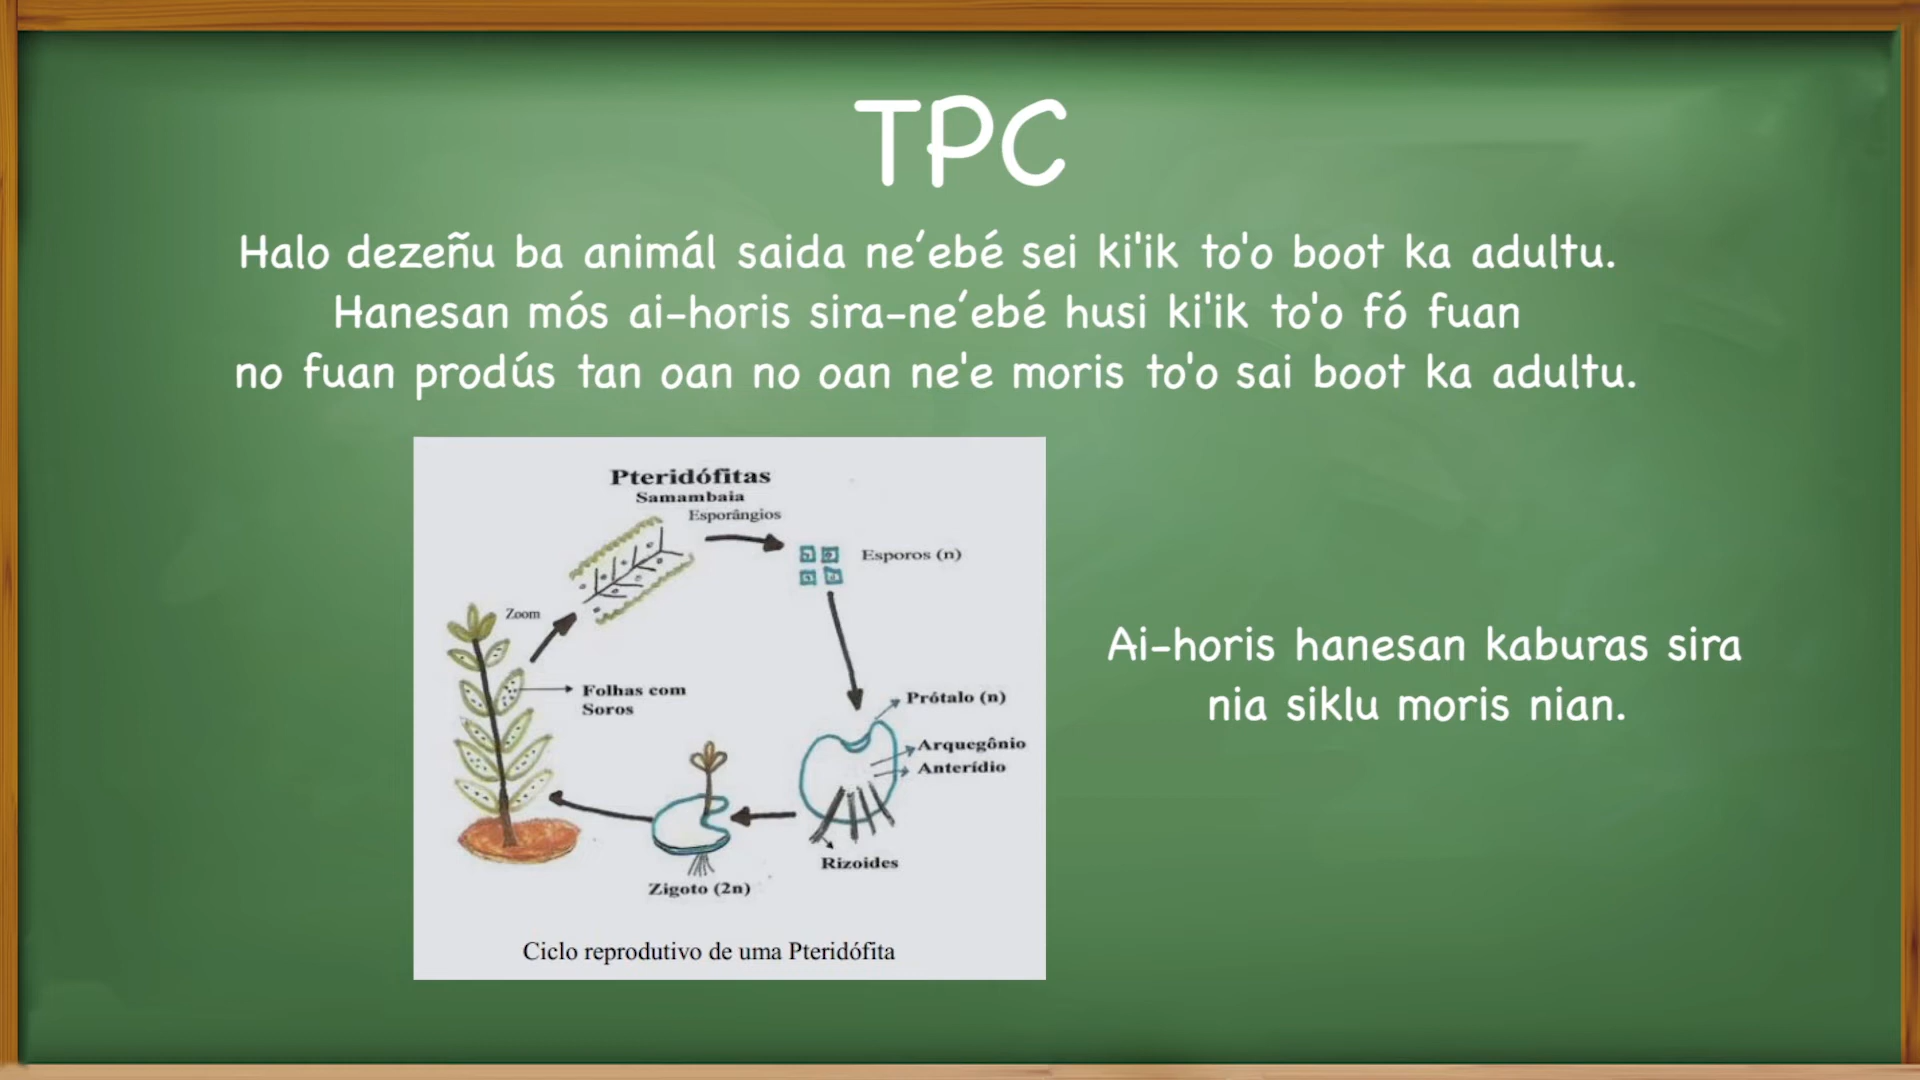 TPC
Halo dezeñu ba animál saida ne’ebé sei ki'ik to'o boot ka adultu.
Hanesan mós ai-horis sira-ne’ebé husi ki'ik to'o fó fuan
no fuan prodús tan oan no oan ne'e moris to'o sai boot ka adultu.
Pteridófitas
Samambaia
Esporângios
Esporos (n)
Zoom
Folhas com
Soros
Prótalo (n)
Arquegônio
Anterídio
Rizoides
Zigoto (2n)
Ciclo reprodutivo de uma Pteridófita
Ai-horis hanesan kaburas sira
nia siklu moris nian.